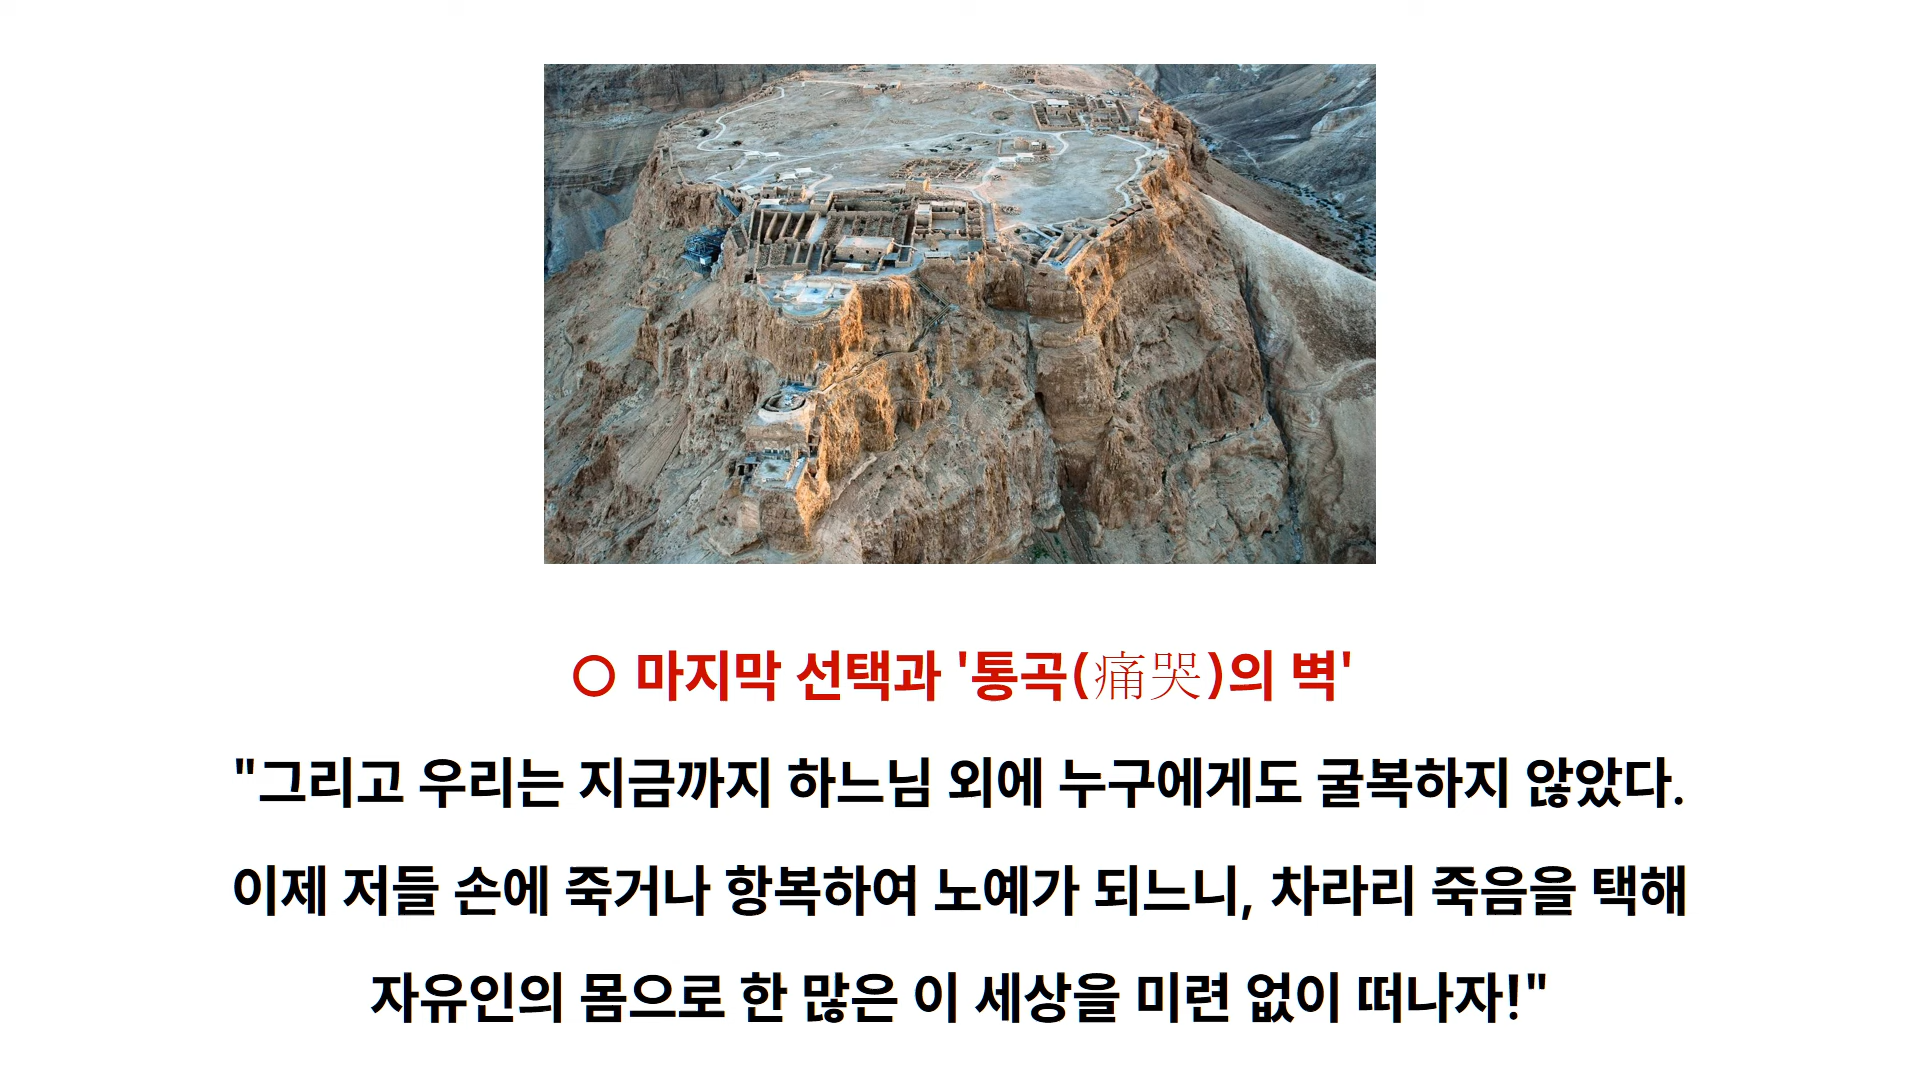 ○ 마지막 선택과 '통곡(痛哭)의 벽'
"그리고 우리는 지금까지 하느님 외에 누구에게도 굴복하지 않았다.
이제 저들 손에 죽거나 항복하여 노예가 되느니, 차라리 죽음을 택해
자유인의 몸으로 한 많은 이 세상을 미련 없이 떠나자!"